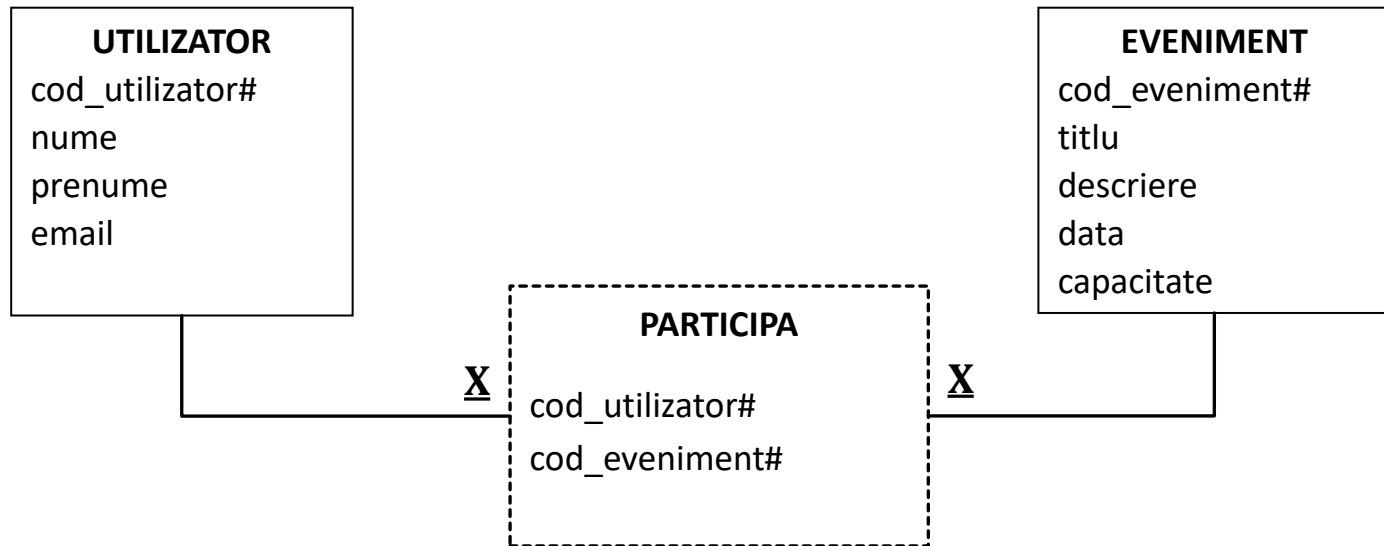 UTILIZATOR
cod_utilizator#
nume
prenume
email
EVENIMENT
cod_eveniment#
titlu
descriere
data
capacitate
PARTICIPA
cod_utilizator#
cod_eveniment#
X
X